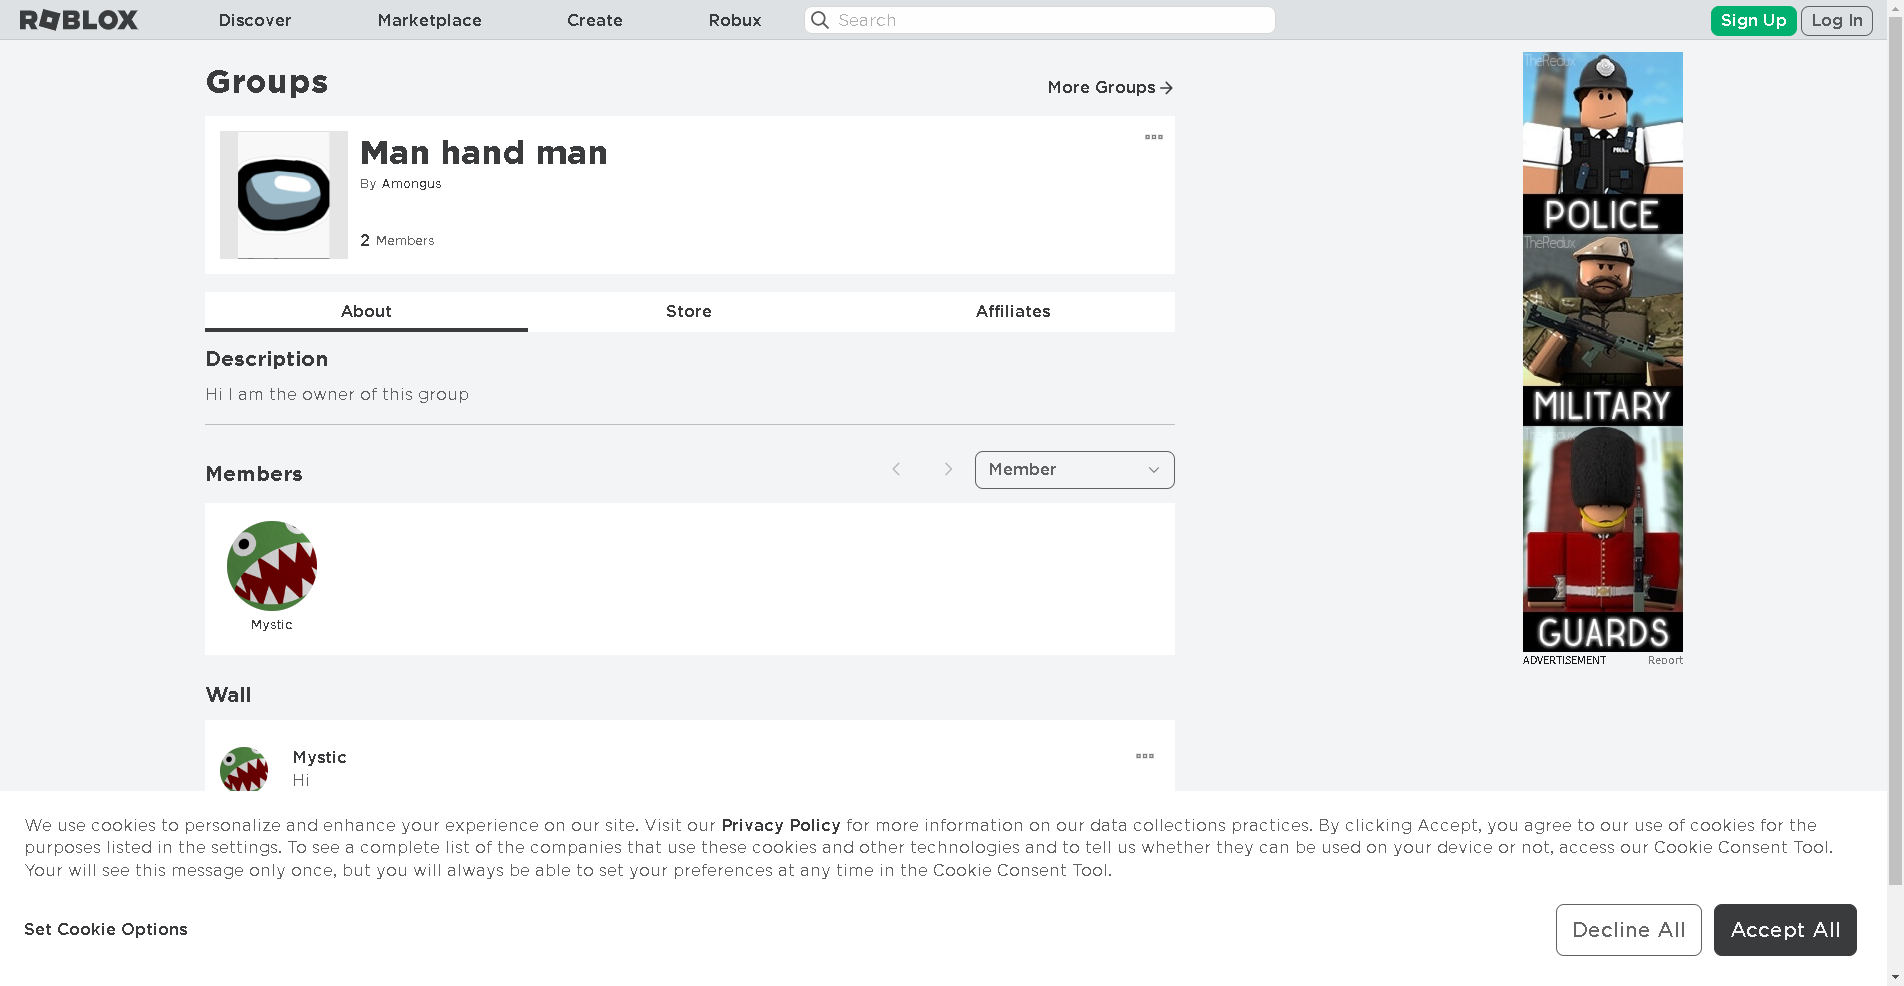 ROBLOX
Discover
Marketplace
Create
Robux
Search
Sign Up
Log In
Groups
More Groups
Man hand man
By Amongus
2 Members
About
Store
Affiliates
Description
Hi I am the owner of this group
Members
Member
Mystic
Wall
Mystic
Hi
TheRedux
POLICE
POLICE
TheRedux
MILITARY
TheRedux
GUARDS
ADVERTISEMENT
Report
We use cookies to personalize and enhance your experience on our site. Visit our Privacy Policy for more information on our data collections practices. By clicking Accept, you agree to our use of cookies for the
purposes listed in the settings. To see a complete list of the companies that use these cookies and other technologies and to tell us whether they can be used on your device or not, access our Cookie Consent Tool.
Your will see this message only once, but you will always be able to set your preferences at any time in the Cookie Consent Tool.
Set Cookie Options
Decline All
Accept All